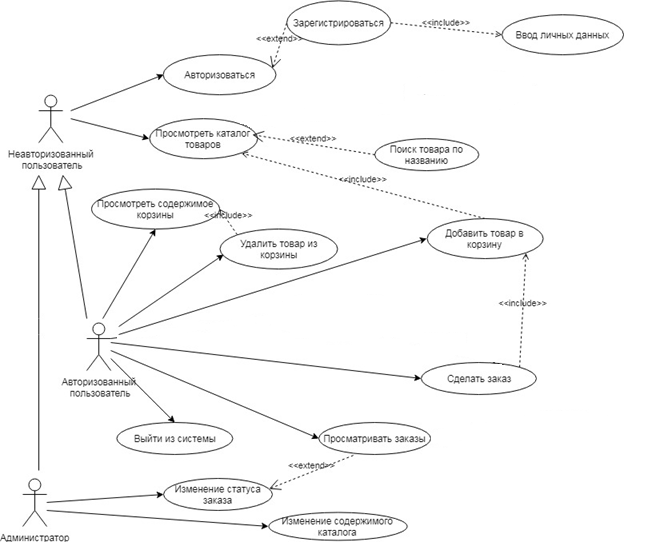 Зарегистрироваться
<<include>>
Ввод личных данных
<<extend>>
Авторизоваться
Неавторизованный
пользователь
Просмотреть каталог
товаров
<<extend>>
Поиск товара по
названию
<<include>>
Просмотреть содержимое
корзины
<<include>>
Удалить товар из
корзины
Добавить товар в
корзину
<<include>>
Авторизованный
пользователь
Сделать заказ
Выйти из системы
Просматривать заказы
<<extend>>
Изменение статуса
заказа
Администратор
Изменение содержимого
каталога